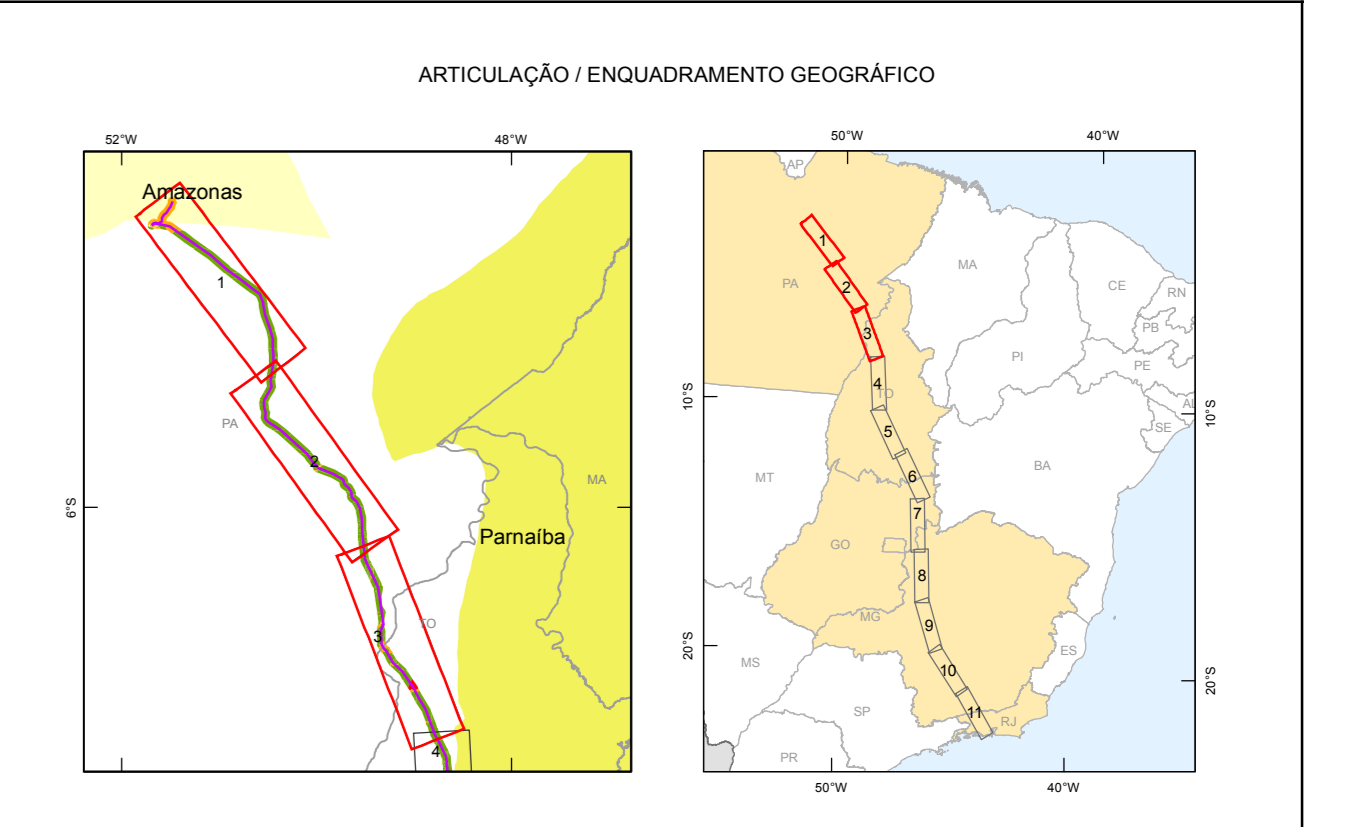 ARTICULAÇÃO / ENQUADRAMENTO GEOGRÁFICO
52°W
48°W
Amazonas
1
PA
2
MA
6°S
Parnaíba
TO
3
4
50°W
40°W
AP
1
MA
PA
2
CE
RN
3
PB
PI
PE
4
TO
10°S
AL
10°S
5
SE
BA
6
MT
7
GO
8
MG
9
20°S
ES
MS
10
20°S
SP
11
RJ
PR
50°W
40°W